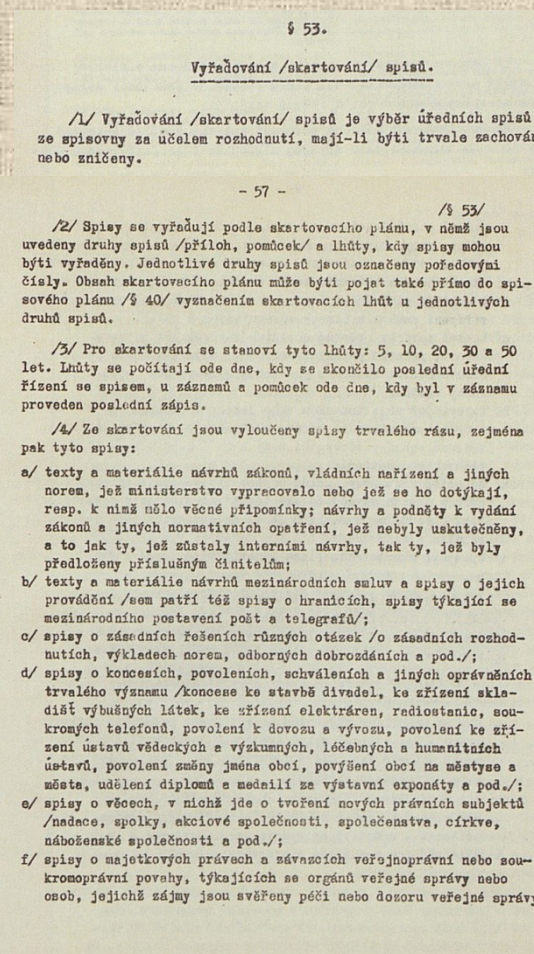 § 53.
Vyřaďování /skartování/ spisů.
/1/ Vyřaďování /skartování/ spisů je výběr úředních spisů
ze spisovny za účelem rozhodnutí, mají-li býti trvale zachován
nebo zničeny.
- 57 -
/§ 53/
/2/ Spisy se vyřaďují podle skartovacího plánu, v němž jsou
uvedeny druhy spisů /příloh, pomůcek/ a lhůty, kdy spisy mohou
býti vyřaděny. Jednotlivé druhy spisů jsou označeny pořadovými
čísly. Obsah skartovacího plánu může býti pojat také přímo do spi-
sového plánu /§ 40/ vyznačením skartovacích lhůt u jednotlivých
druhů spisů.
/3/ Pro skartování se stanoví tyto lhůty: 5, 10, 20, 30 a 50
let. Lhůty se počítají ode dne, kdy se skončilo poslední úřední
řízení se spisem, u záznamů a pomůcek ode dne, kdy byl v záznamu
proveden poslední zápis.
/4/ Ze skartování jsou vyloučeny spisy trvalého rázu, zejména
pak tyto spisy:
a/ texty a materiálie návrhů zákonů, vládních nařízení a jiných
norem, jež ministerstvo vypracovalo nebo jež se ho dotýkají,
resp. k nimž mělo věcné připomínky; návrhy a podněty k vydání
zákonů a jiných normativních opatření, jež nebyly uskutečněny,
a to jak ty, jež zůstaly interními návrhy, tak ty, jež byly
předloženy příslušným činitelům;
b/ texty a materiálie návrhů mezinárodních smluv a spisy o jejich
provádění /sem patří též spisy o hranicích, spisy týkající se
mezinárodního postavení pošt a telegrafů/;
c/ spisy o zásadních řešeních různých otázek /o zásadních rozhod-
nutích, výkladech norem, odborných dobrozdáních a pod./;
d/ spisy o koncesích, povoleních, schváleních a jiných oprávněních
trvalého významu /koncese ke stavbě divadel, ke zřízení skla-
dišť výbušných látek, ke zřízení elektráren, radiostanic, sou-
kromých telefonů, povolení k dovozu a vývozu, povolení ke zří-
zení ústavů vědeckých a výzkumných, léčebných a humanitních
ústavů, povolení změny jména obcí, povýšení obcí na městyse a
města, udělení diplomů a medailí za výstavní exponáty a pod./;
e/ spisy o věcech, v nichž jde o tvoření nových právních subjektů
/nadace, spolky, akciové společnosti, společenstva, církve,
náboženské společnosti a pod./;
f/ spisy o majetkových právech a závazcích veřejnoprávní nebo sou-
kromoprávní povahy, týkajících se orgánů veřejné správy nebo
osob, jejichž zájmy jsou svěřeny péči nebo dozoru veřejné správy